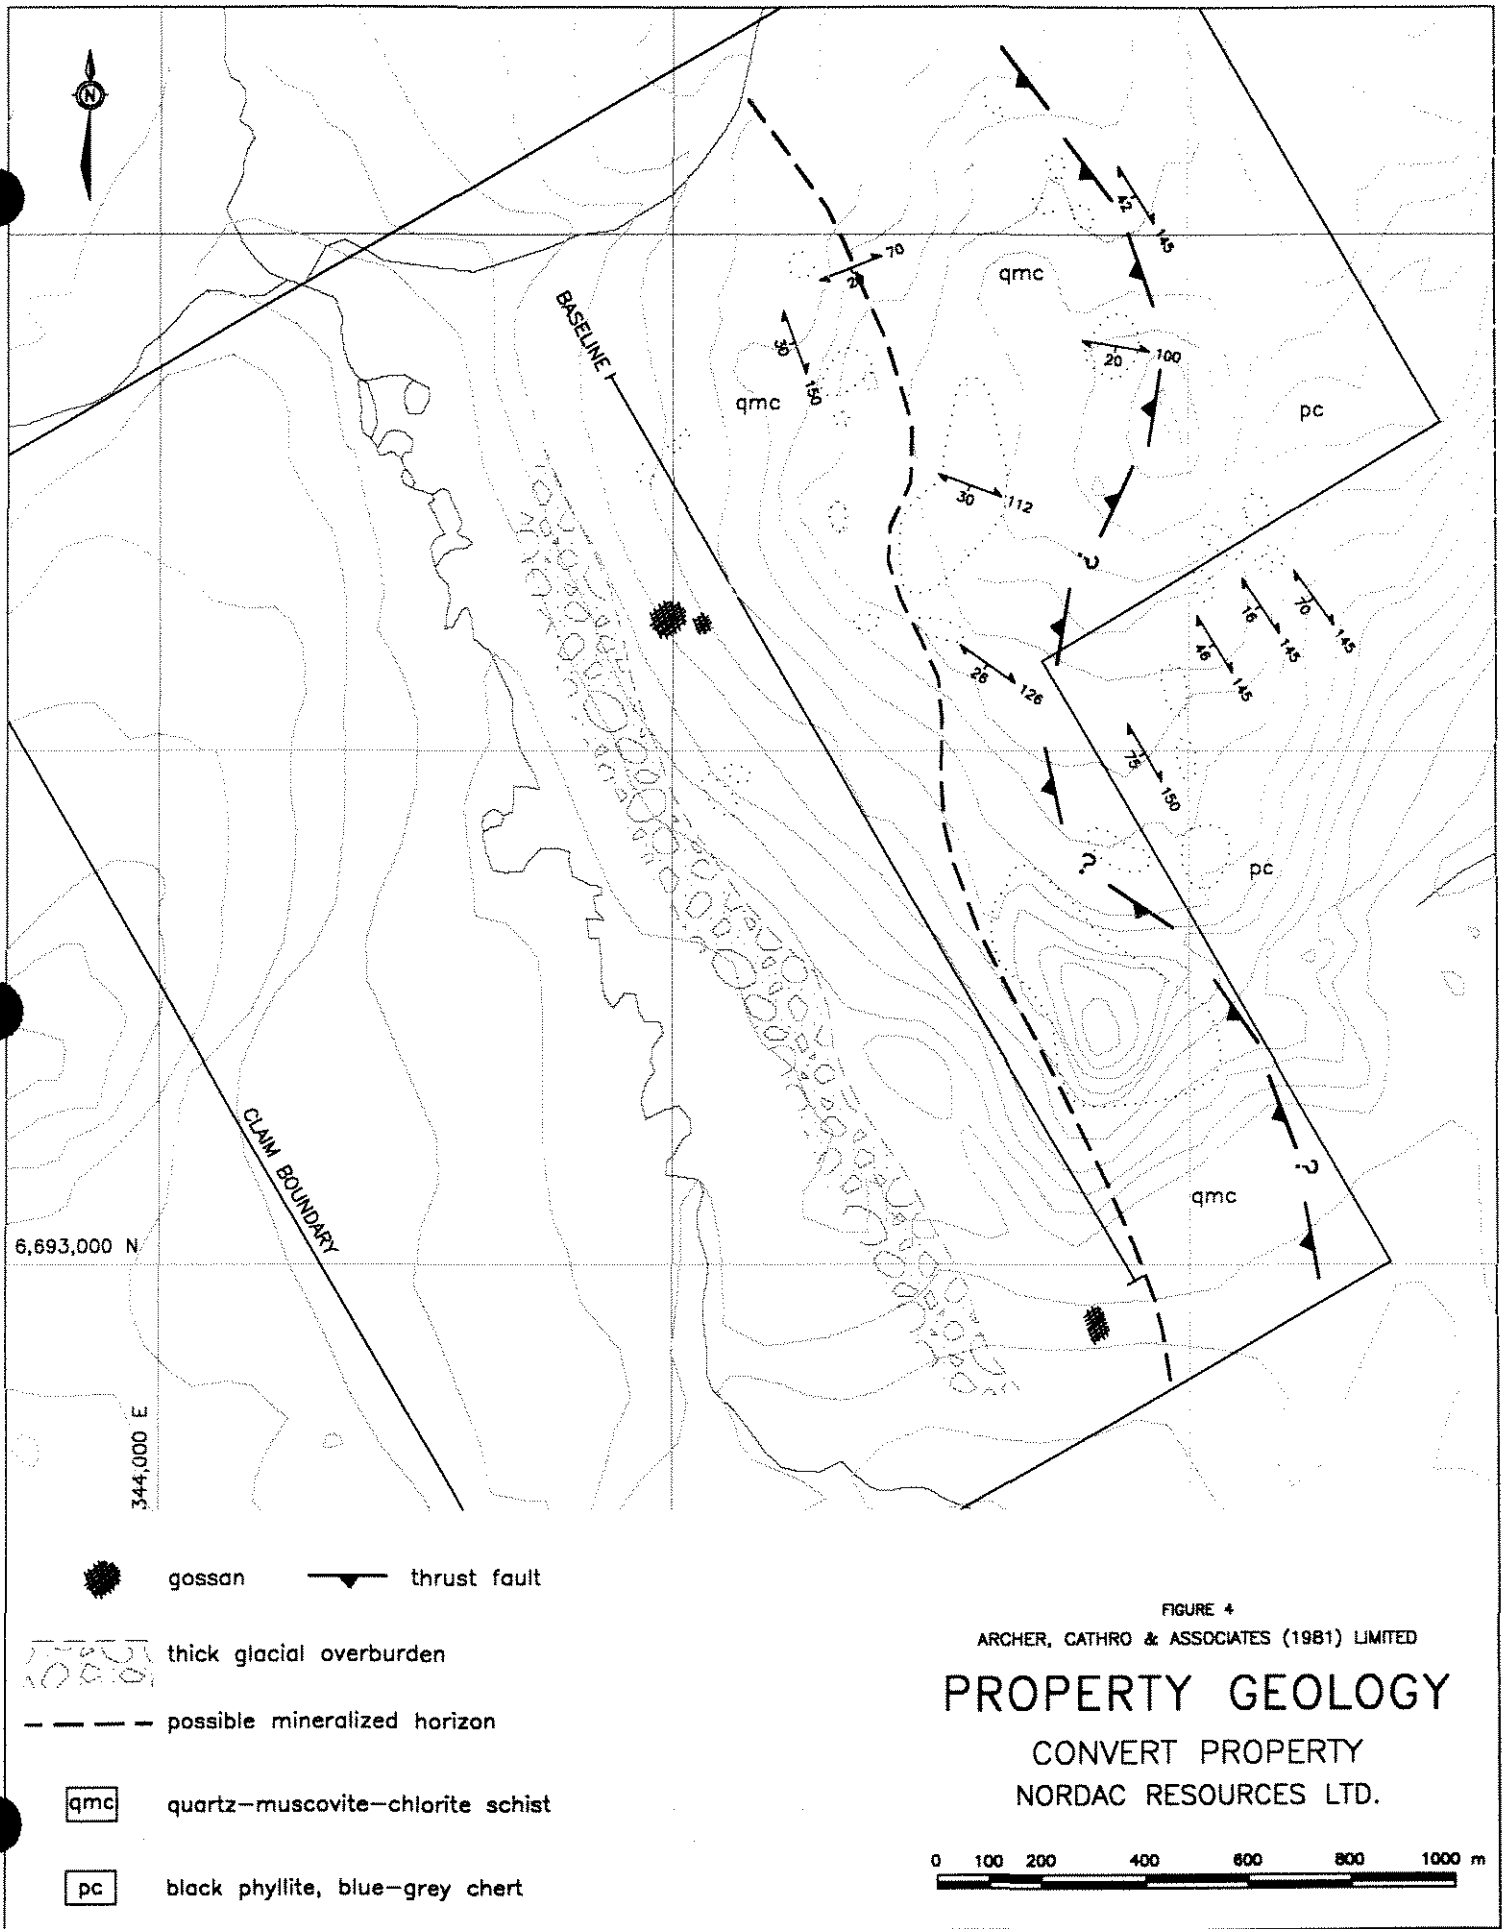 N
BASELINE
70
qmc
42
145
30
150
qmc
20
100
pc
30
112
?
16
145
70
145
46
145
26
126
75
150
?
pc
CLAIM BOUNDARY
?
qmc
6,693,000 N
344,000 E
gossan
thrust fault
thick glacial overburden
possible mineralized horizon
qmc quartz-muscovite-chlorite schist
pc black phyllite, blue-grey chert
FIGURE 4
ARCHER, CATHRO & ASSOCIATES (1981) LIMITED
PROPERTY GEOLOGY
CONVERT PROPERTY
NORDAC RESOURCES LTD.
0 100 200 400 600 800 1000 m